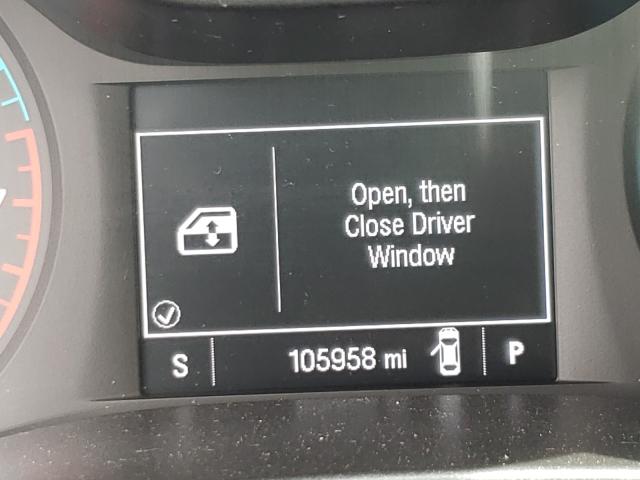 Open, then
Close Driver
Window
S 105958 mi P